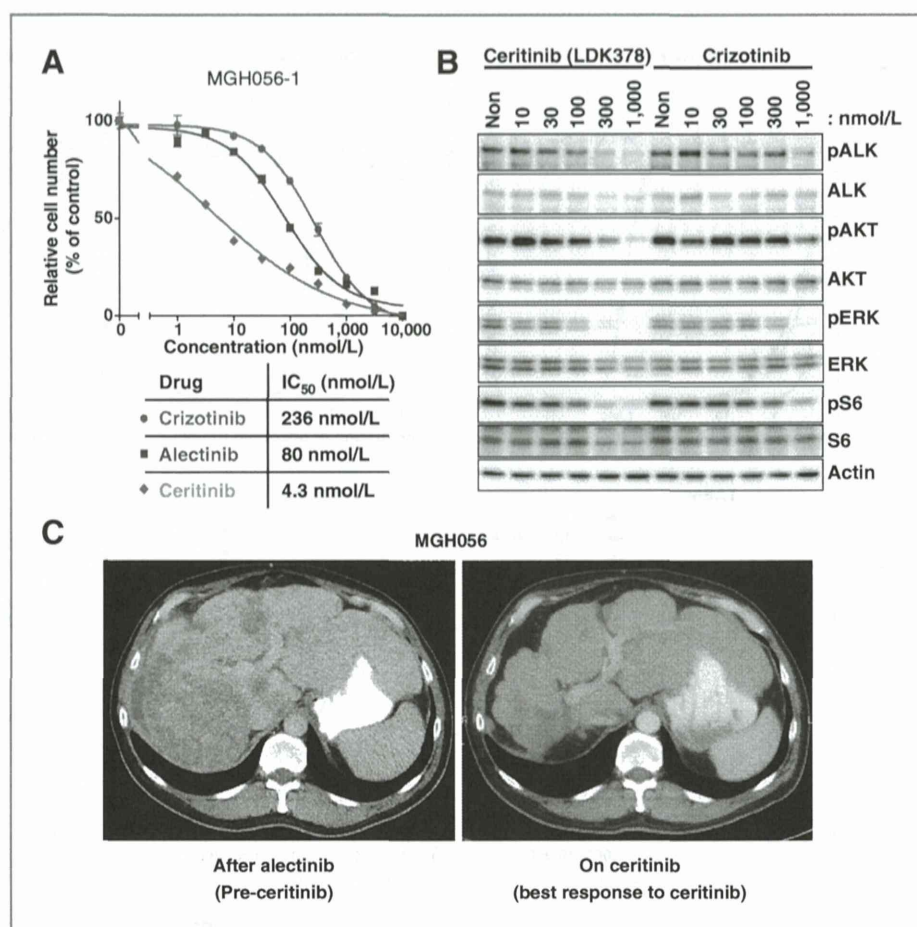 A
MGH056-1
Relative cell number
(% of control)
100
50
0
0 1 10 100 1,000 10,000
Concentration (nmol/L)
Drug IC50 (nmol/L)
Crizotinib 236 nmol/L
Alectinib 80 nmol/L
Ceritinib 4.3 nmol/L
B
Ceritinib (LDK378) Crizotinib
Non 10 30 100 300 1,000 Non 10 30 100 300 1,000 : nmol/L
pALK
ALK
pAKT
AKT
pERK
ERK
pS6
S6
Actin
C
MGH056
After alectinib
(Pre-ceritinib)
On ceritinib
(best response to ceritinib)